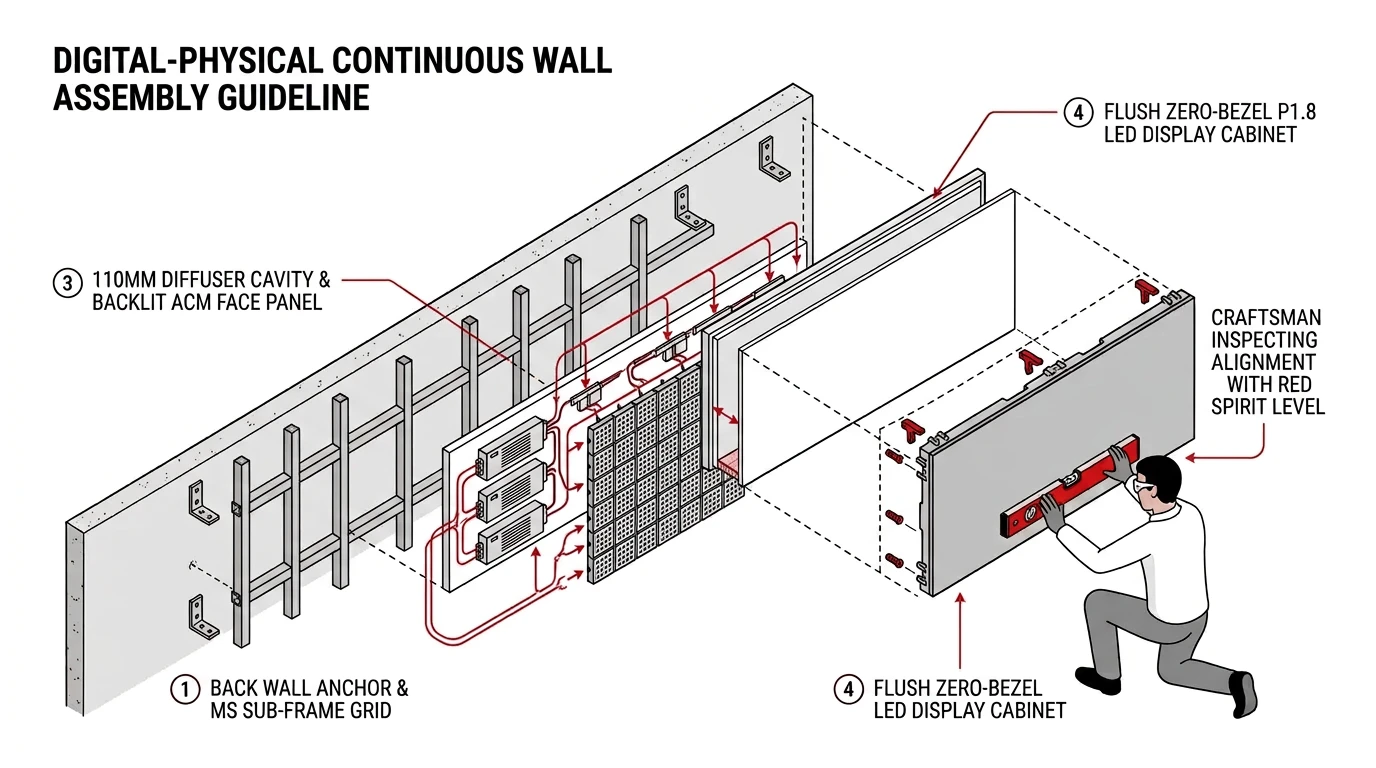 DIGITAL-PHYSICAL CONTINUOUS WALL
ASSEMBLY GUIDELINE
4 FLUSH ZERO-BEZEL P1.8
LED DISPLAY CABINET
3 110MM DIFFUSER CAVITY &
BACKLIT ACM FACE PANEL
CRAFTSMAN
INSPECTING
ALIGNMENT
WITH RED
SPIRIT LEVEL
1 BACK WALL ANCHOR &
MS SUB-FRAME GRID
4 FLUSH ZERO-BEZEL
LED DISPLAY CABINET